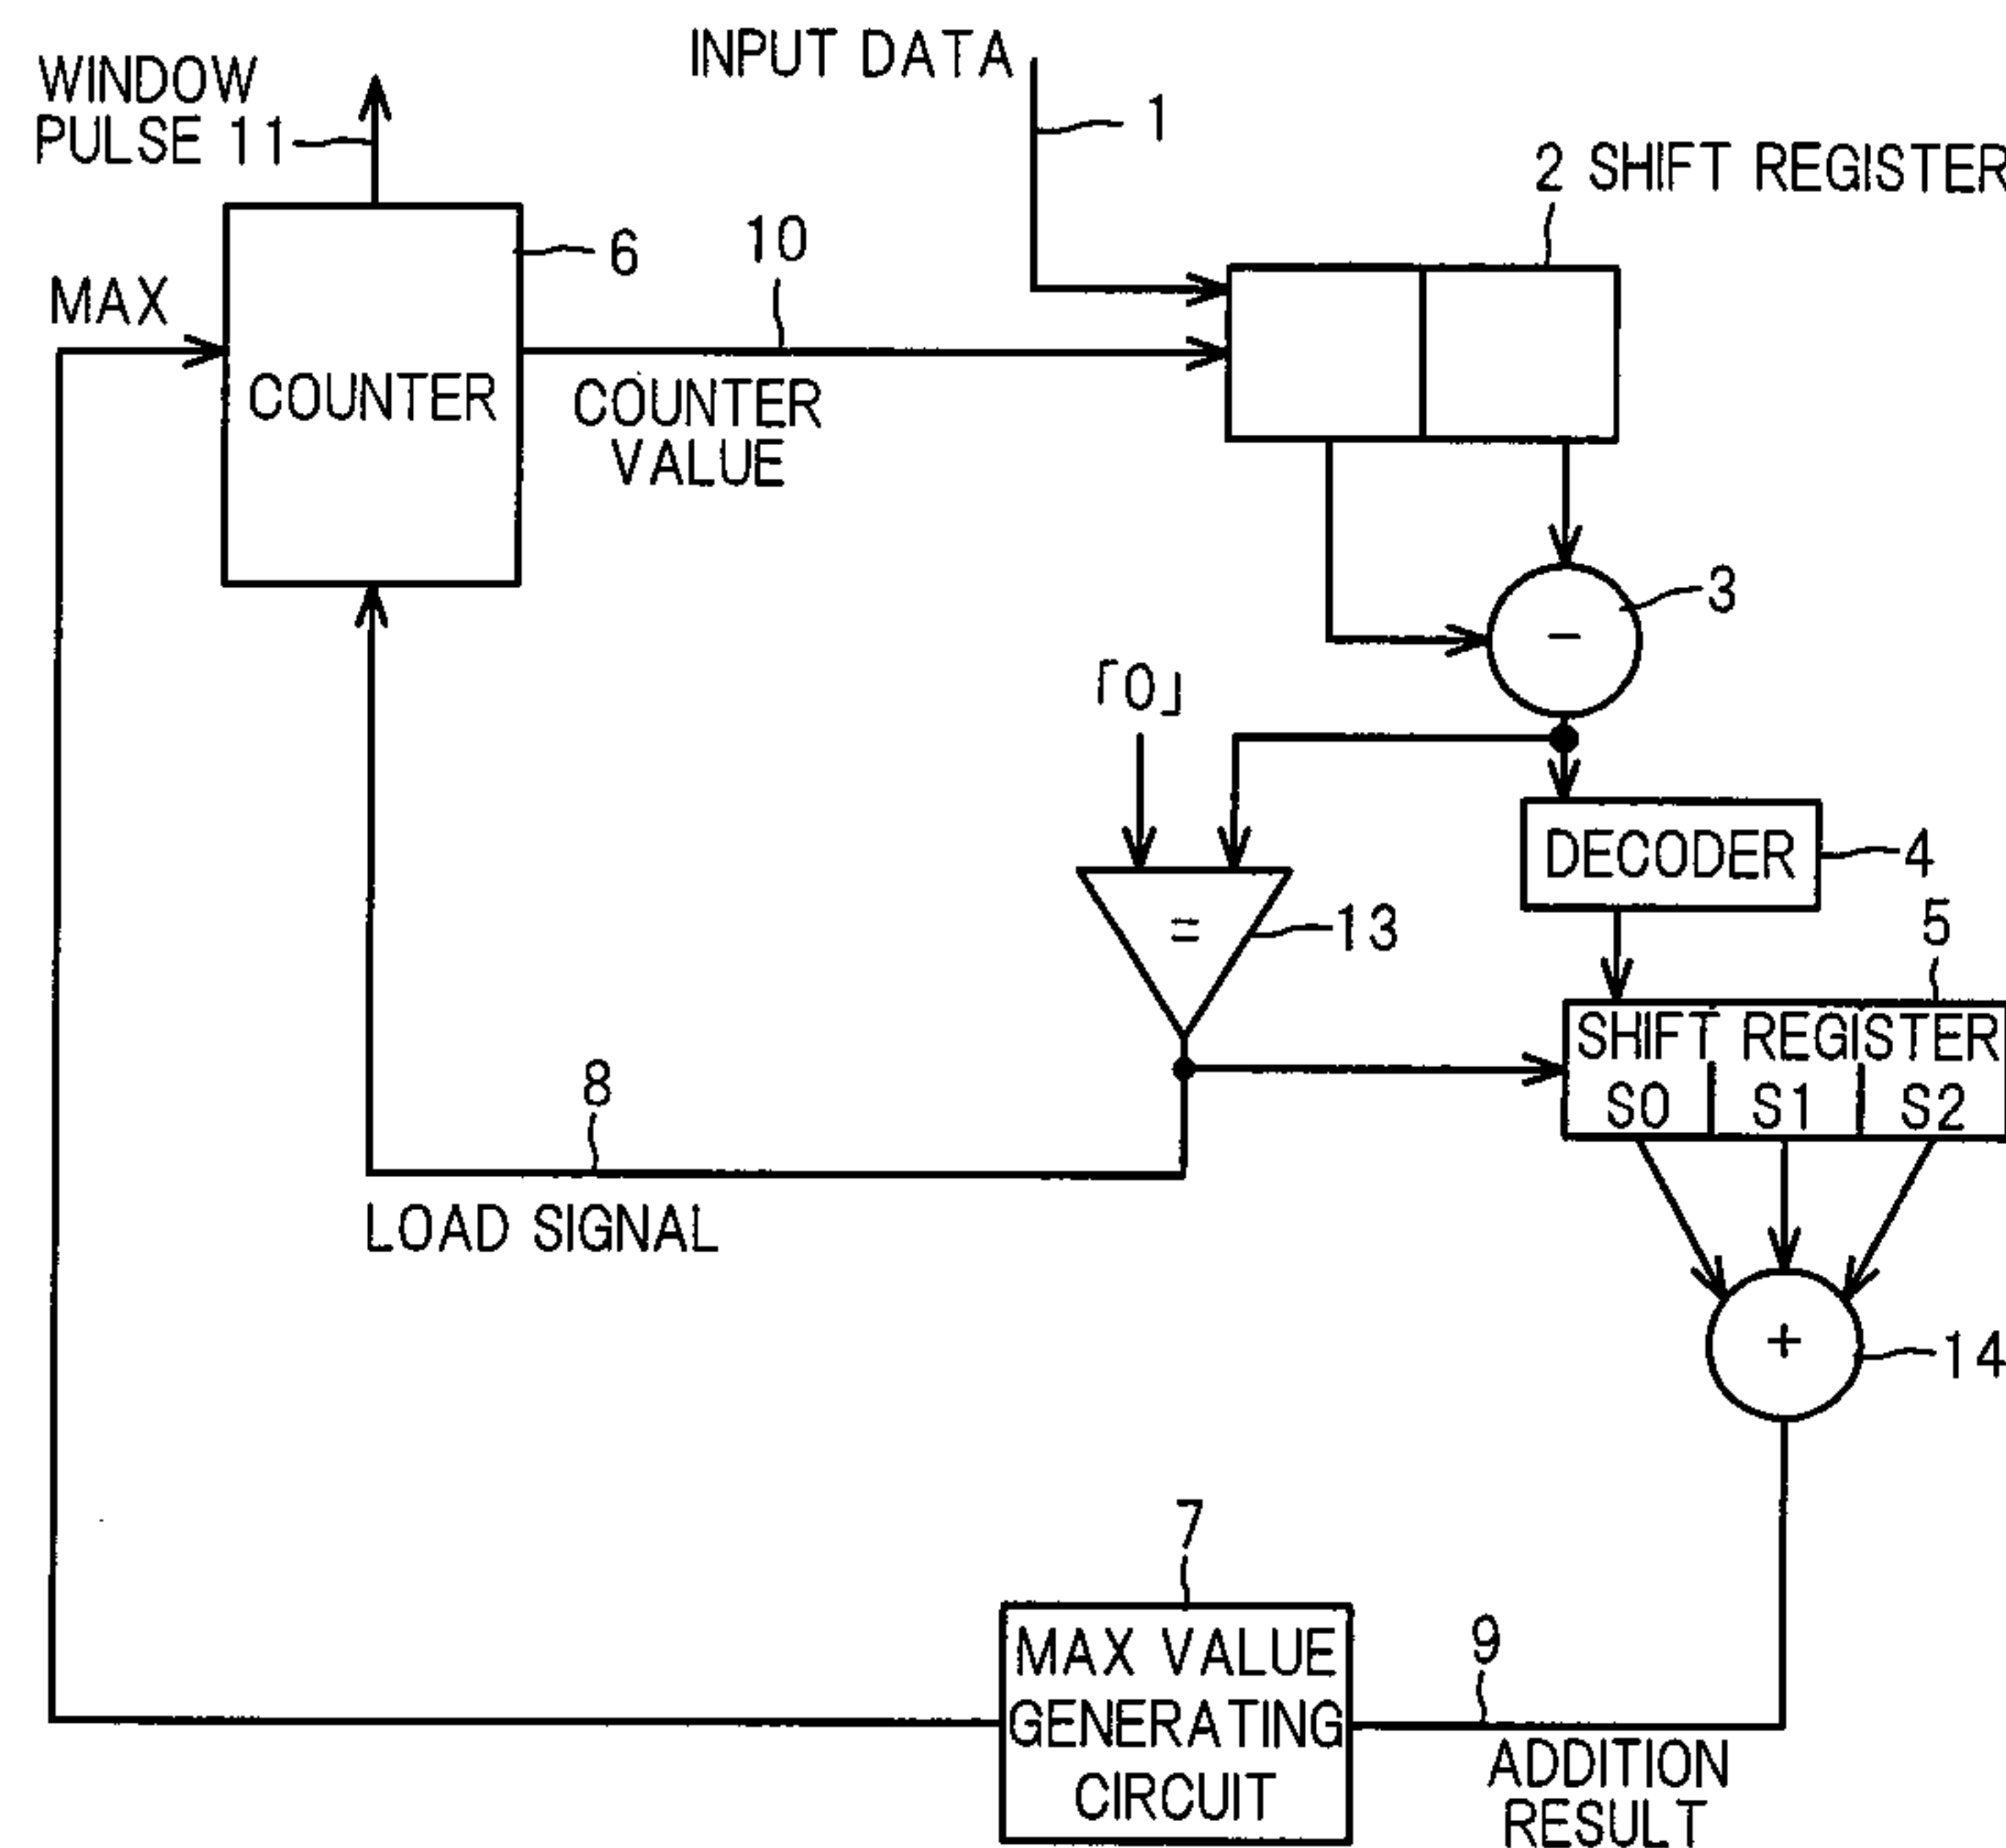 WINDOW
PULSE 11
INPUT DATA
1
2 SHIFT REGISTER
MAX
6
10
COUNTER
COUNTER
VALUE
3
−
「0」
DECODER
4
=
13
5
SHIFT REGISTER
S0 S1 S2
8
LOAD SIGNAL
+
14
7
MAX VALUE
GENERATING
CIRCUIT
9
ADDITION
RESULT